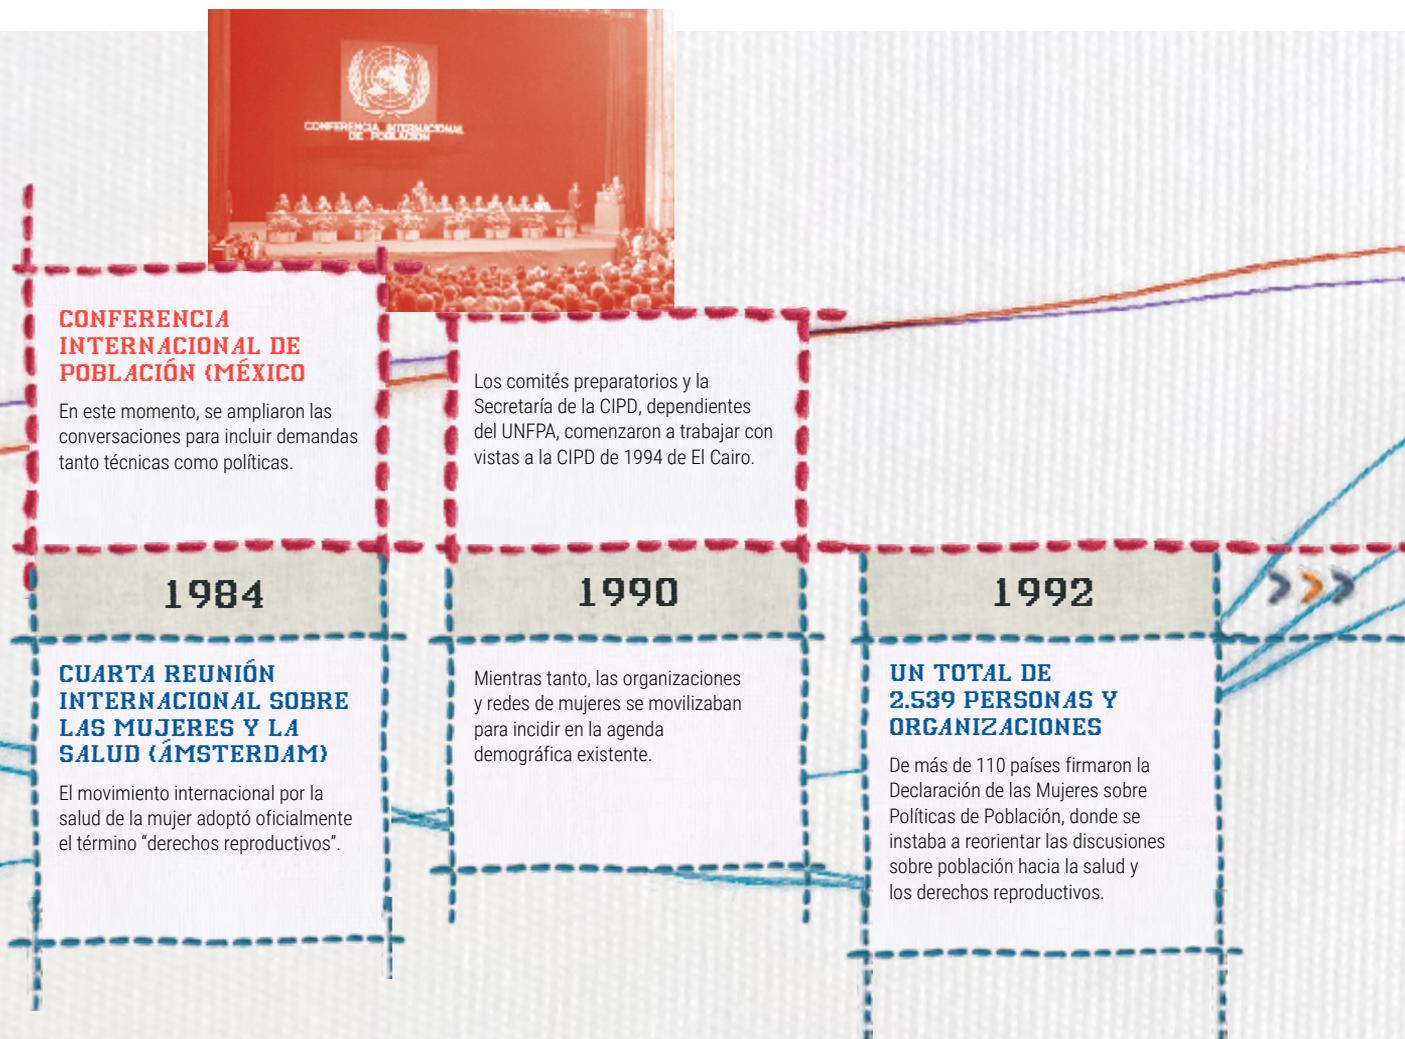 CONFERENCIA INTERNACIONAL
DE POBLACION
CONFERENCIA
INTERNACIONAL DE
POBLACIÓN (MÉXICO
En este momento, se ampliaron las
conversaciones para incluir demandas
tanto técnicas como políticas.
Los comités preparatorios y la
Secretaría de la CIPD, dependientes
del UNFPA, comenzaron a trabajar con
vistas a la CIPD de 1994 de El Cairo.
1984
1990
1992
CUARTA REUNIÓN
INTERNACIONAL SOBRE
LAS MUJERES Y LA
SALUD (ÁMSTERDAM)
El movimiento internacional por la
salud de la mujer adoptó oficialmente
el término “derechos reproductivos”.
Mientras tanto, las organizaciones
y redes de mujeres se movilizaban
para incidir en la agenda
demográfica existente.
UN TOTAL DE
2.539 PERSONAS Y
ORGANIZACIONES
De más de 110 países firmaron la
Declaración de las Mujeres sobre
Políticas de Población, donde se
instaba a reorientar las discusiones
sobre población hacia la salud y
los derechos reproductivos.